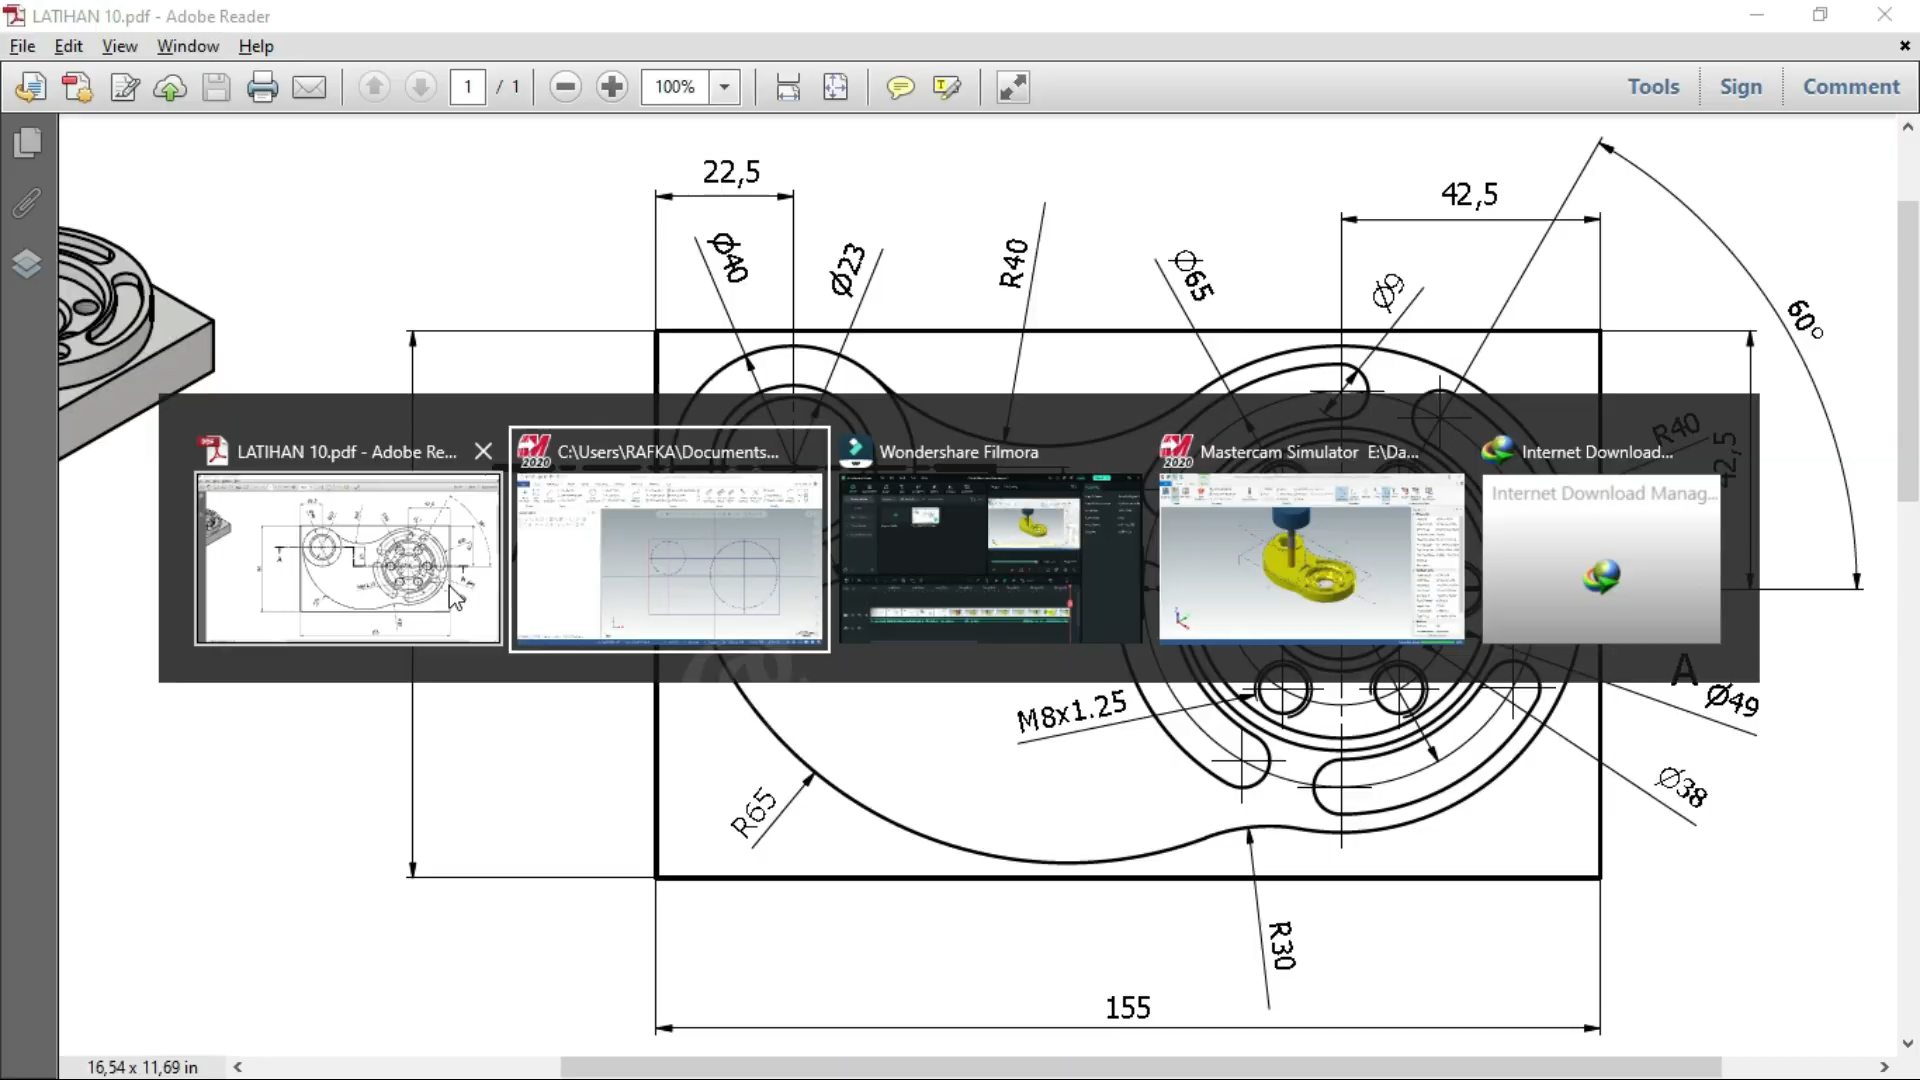 LATIHAN 10.pdf - Adobe Reader
File Edit View Window Help
1 / 1 100% Tools Sign Comment
22,5
42,5
Ø40
Ø23
R40
Ø65
Ø9
60°
R40
42,5
LATIHAN 10.pdf - Adobe Re...
C:\Users\RAFKA\Documents...
Wondershare Filmora
Mastercam Simulator E:\Da...
Internet Download...
2020
2020
Internet Download Manag...
A
Ø49
M8x1.25
Ø38
R65
R30
155
16,54 x 11,69 in